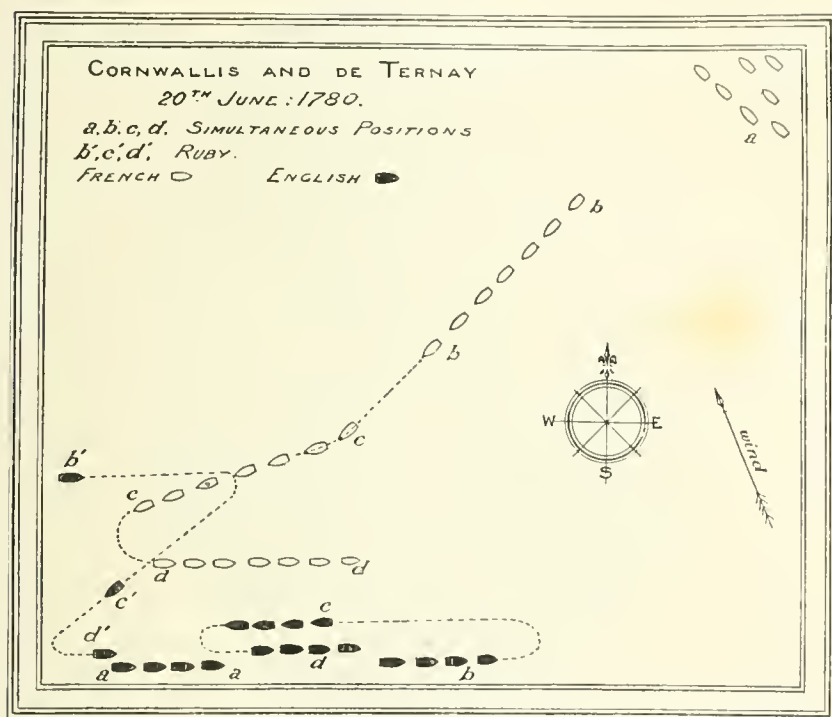 CORNWALLIS AND DE TERNAY
20TH JUNE: 1780.
a, b, c, d, SIMULTANEOUS POSITIONS
b', c', d', RUBY.
FRENCH ENGLISH
a
b
b
W E
S
wind
c
b'
c
d d
c'
c
d'
d
a a b